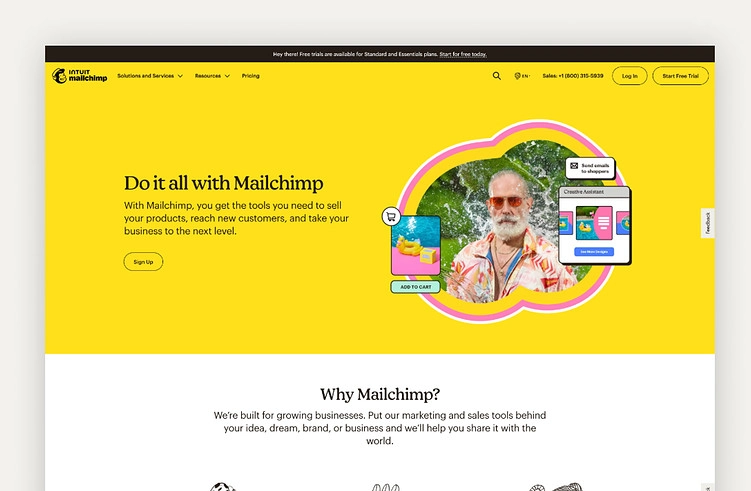 Hey there! Free trials are available for Standard and Essentials plans. Start for free today.
INTUIT
mailchimp
Solutions and Services
Resources
Pricing
EN
Sales: +1 (800) 315-5939
Log In
Start Free Trial
Do it all with Mailchimp
With Mailchimp, you get the tools you need to sell
your products, reach new customers, and take your
business to the next level.
Sign Up
Send emails
to shoppers
Creative Assistant
ADD TO CART
Feedback
Why Mailchimp?
We're built for growing businesses. Put our marketing and sales tools behind
your idea, dream, brand, or business and we'll help you share it with the
world.